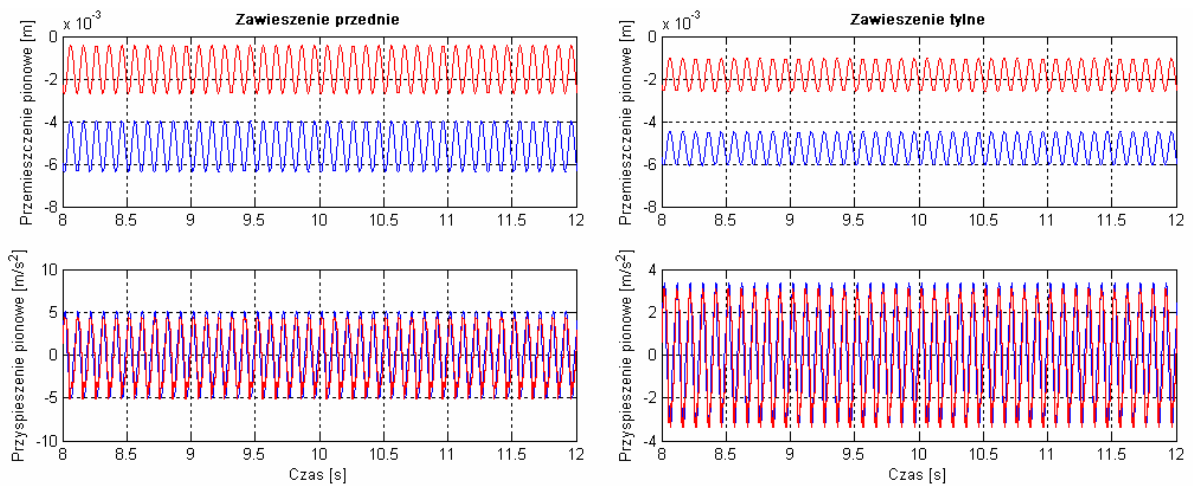 Zawieszenie przednie
x 10⁻³
Przemieszczenie pionowe [m]
0
-2
-4
-6
-8
8 8.5 9 9.5 10 10.5 11 11.5 12
Zawieszenie tylne
x 10⁻³
Przemieszczenie pionowe [m]
0
-2
-4
-6
-8
8 8.5 9 9.5 10 10.5 11 11.5 12
Przyspieszenie pionowe [m/s²]
10
5
0
-5
-10
8 8.5 9 9.5 10 10.5 11 11.5 12
Czas [s]
Przyspieszenie pionowe [m/s²]
4
2
0
-2
-4
8 8.5 9 9.5 10 10.5 11 11.5 12
Czas [s]